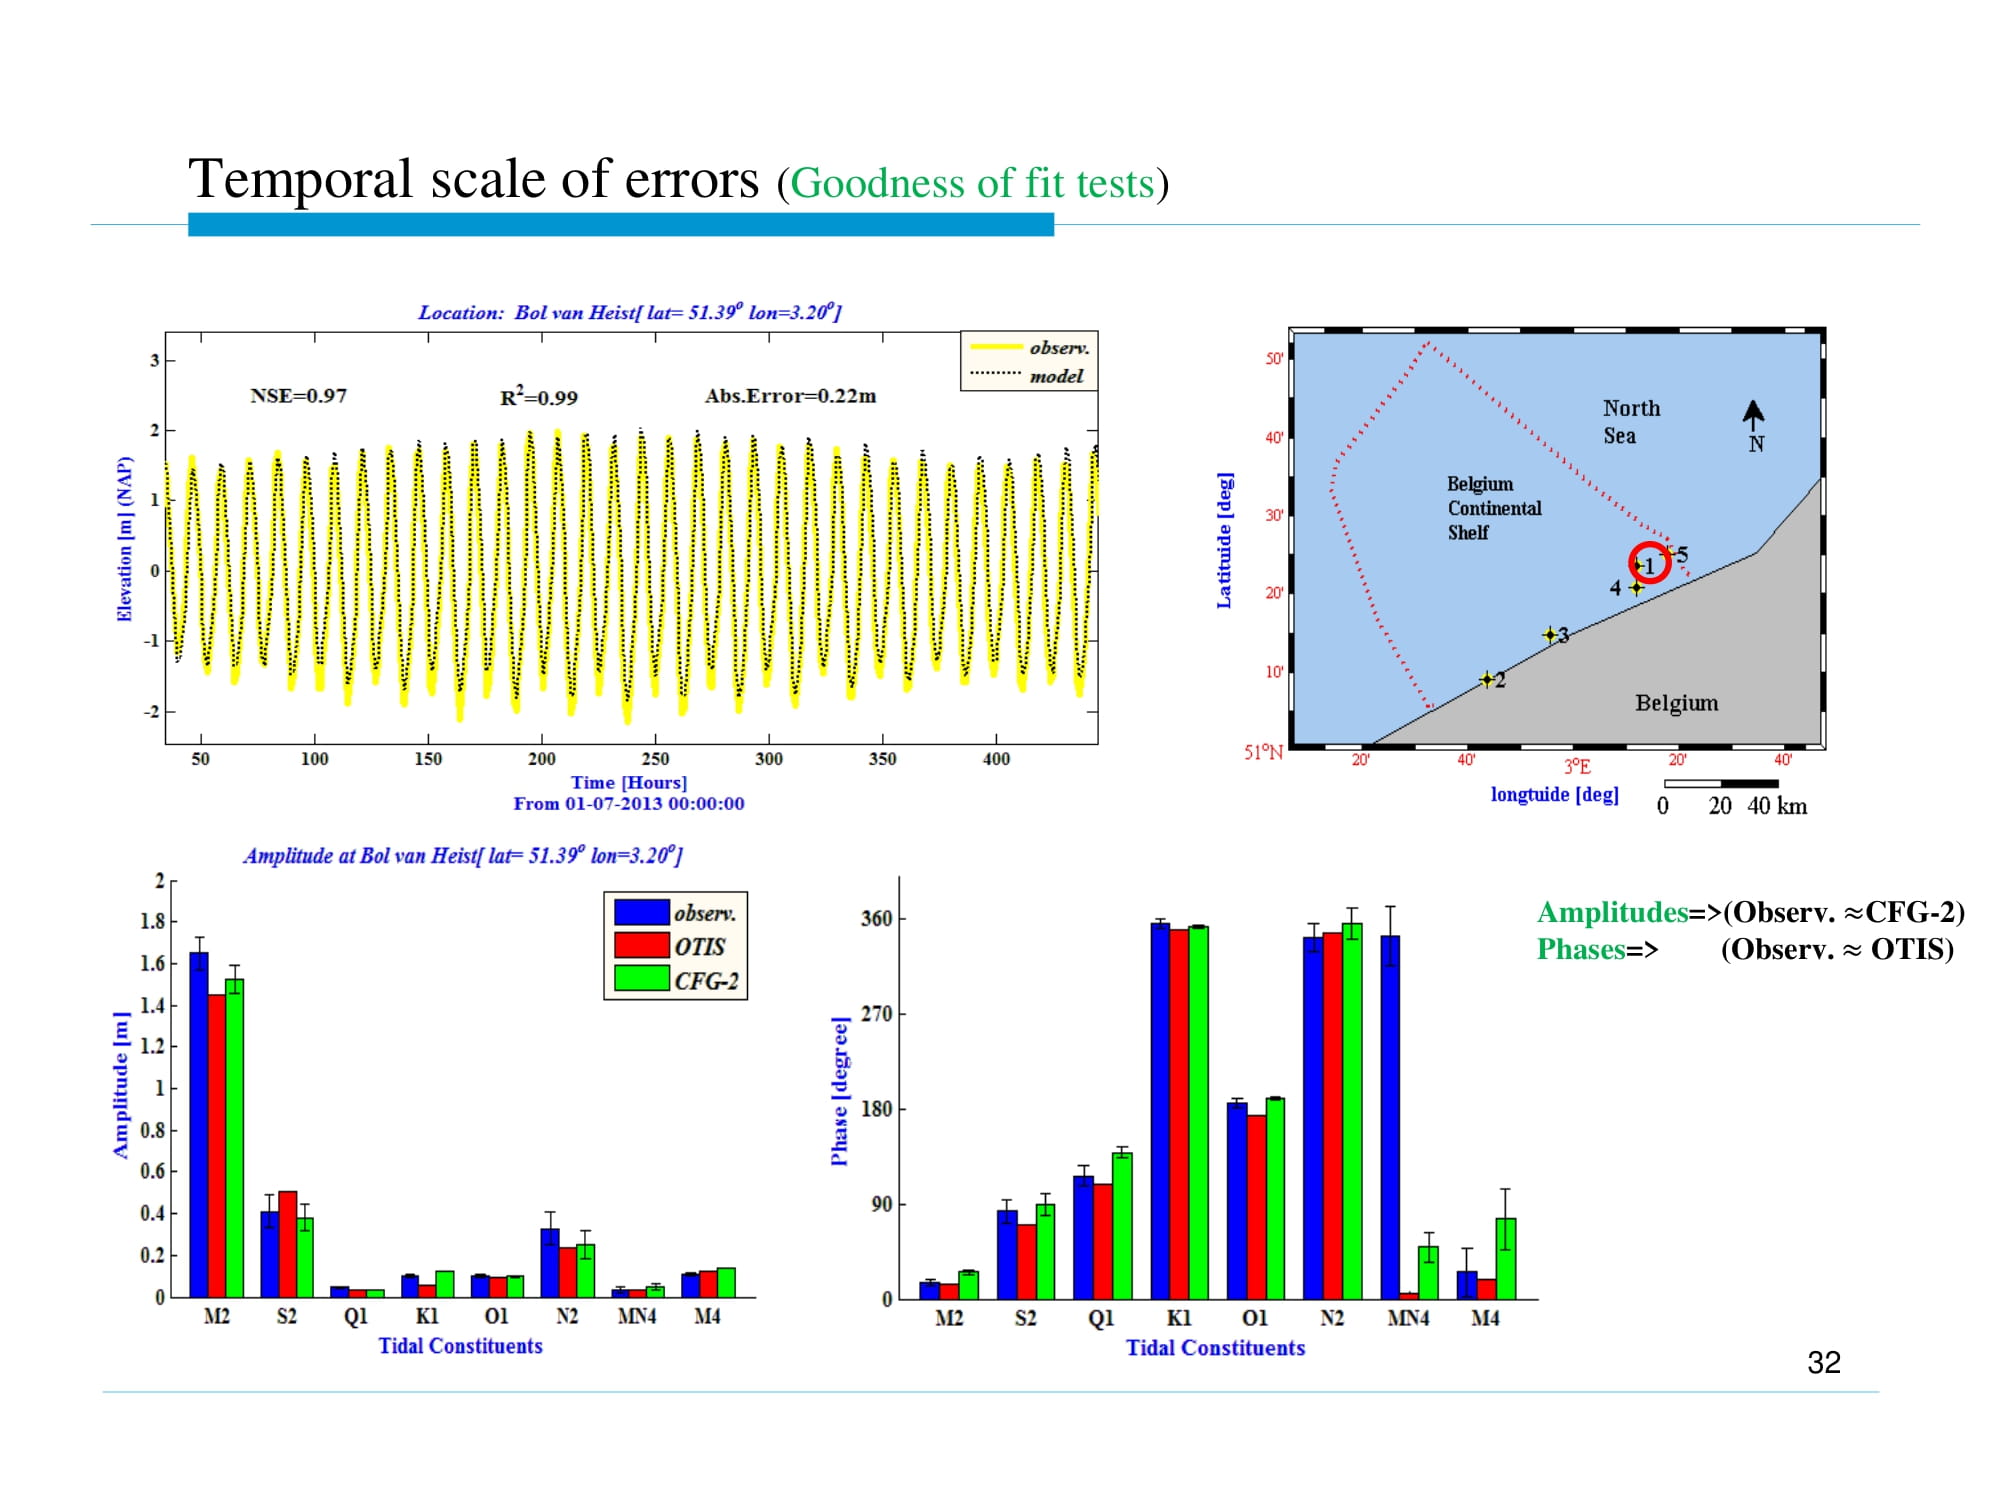 Temporal scale of errors (Goodness of fit tests)
Location: Bol van Heist[ lat= 51.39⁰ lon=3.20⁰]
observ.
model
NSE=0.97
R²=0.99
Abs.Error=0.22m
Elevation [m] (NAP)
3
2
1
0
-1
-2
50 100 150 200 250 300 350 400
Time [Hours]
From 01-07-2013 00:00:00
Latituide [deg]
50'
40'
30'
20'
10'
51°N
North
Sea
N
Belgium
Continental
Shelf
5
1
4
3
2
Belgium
20' 40' 3°E 20' 40'
longtuide [deg]
0 20 40 km
Amplitude at Bol van Heist[ lat= 51.39⁰ lon=3.20⁰]
observ.
OTIS
CFG-2
Amplitude [m]
2
1.8
1.6
1.4
1.2
1
0.8
0.6
0.4
0.2
0
M2 S2 Q1 K1 O1 N2 MN4 M4
Tidal Constituents
Phase [degree]
360
270
180
90
0
M2 S2 Q1 K1 O1 N2 MN4 M4
Tidal Constituents
Amplitudes=>(Observ. ≈CFG-2)
Phases=> (Observ. ≈ OTIS)
32